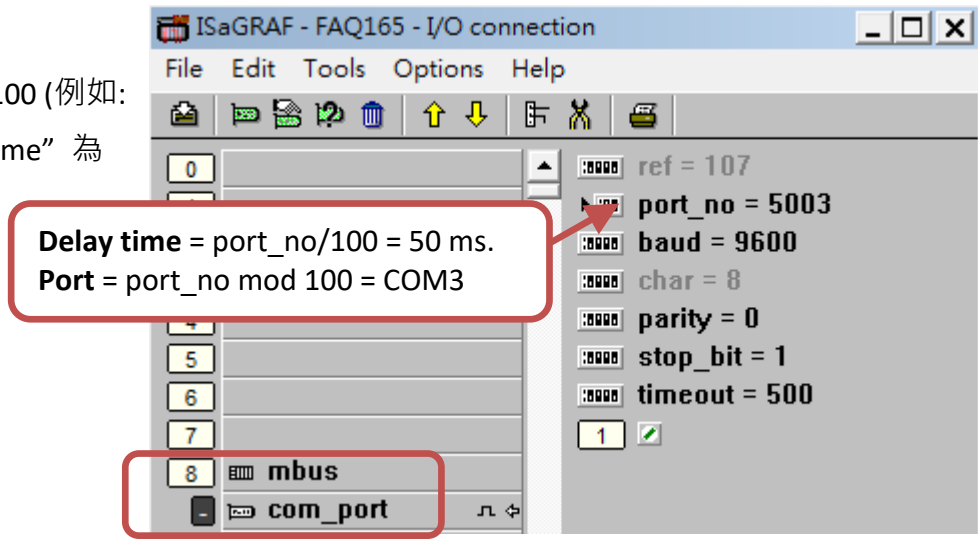 ISaGRAF - FAQ165 - I/O connection
File Edit Tools Options Help
.00 (例如:
me” 為
0
ref = 107
port_no = 5003
Delay time = port_no/100 = 50 ms.
Port = port_no mod 100 = COM3
baud = 9600
char = 8
parity = 0
5
stop_bit = 1
6
timeout = 500
7
1
8 mbus
com_port